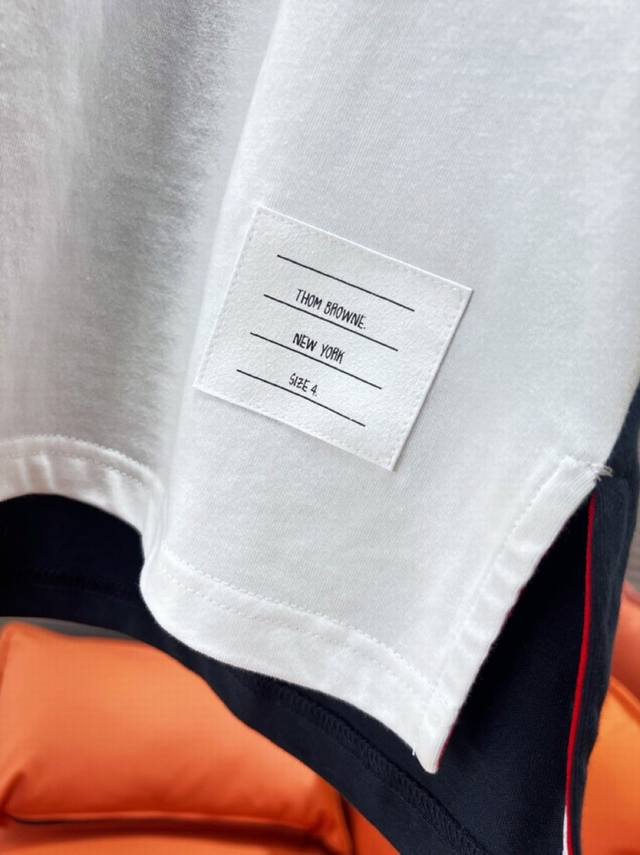 THOM BROWNE.
NEW YORK
SIZE 4.